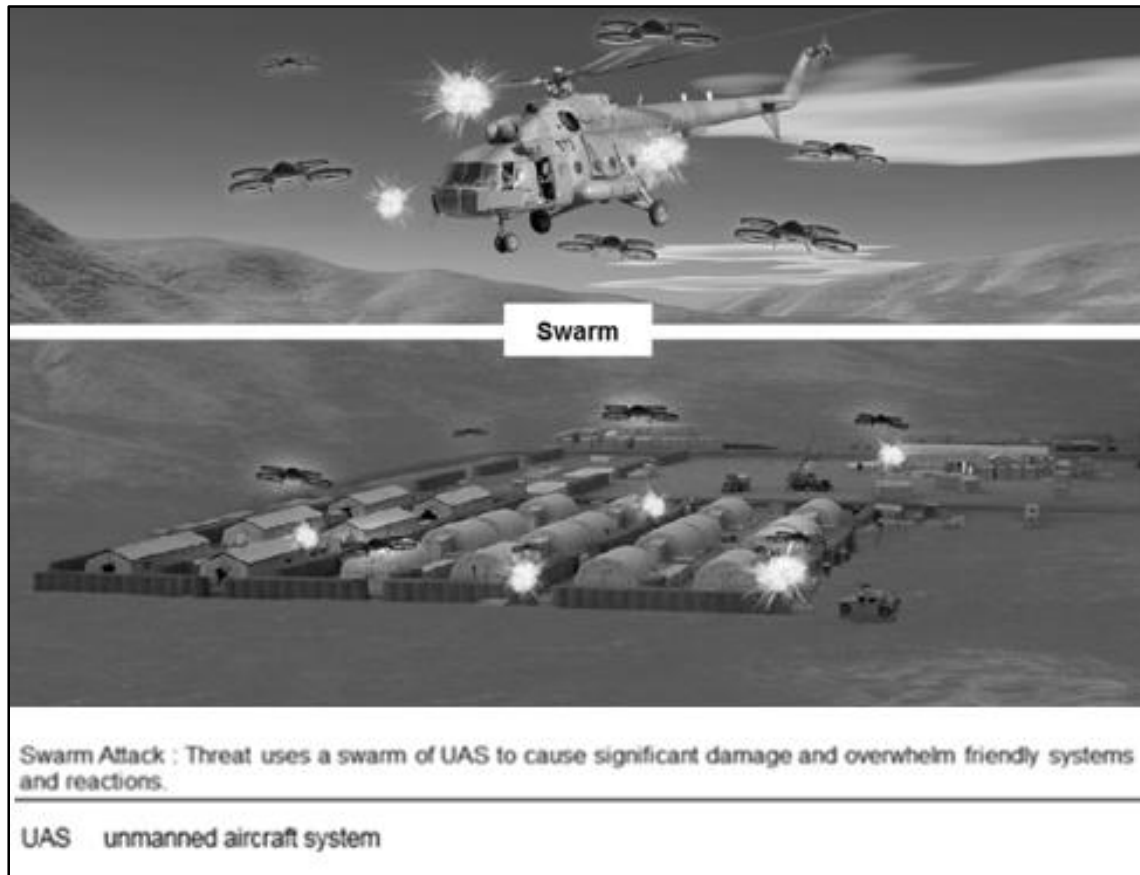 Swarm
Swarm Attack : Threat uses a swarm of UAS to cause significant damage and overwhelm friendly systems
and reactions.
UAS unmanned aircraft system